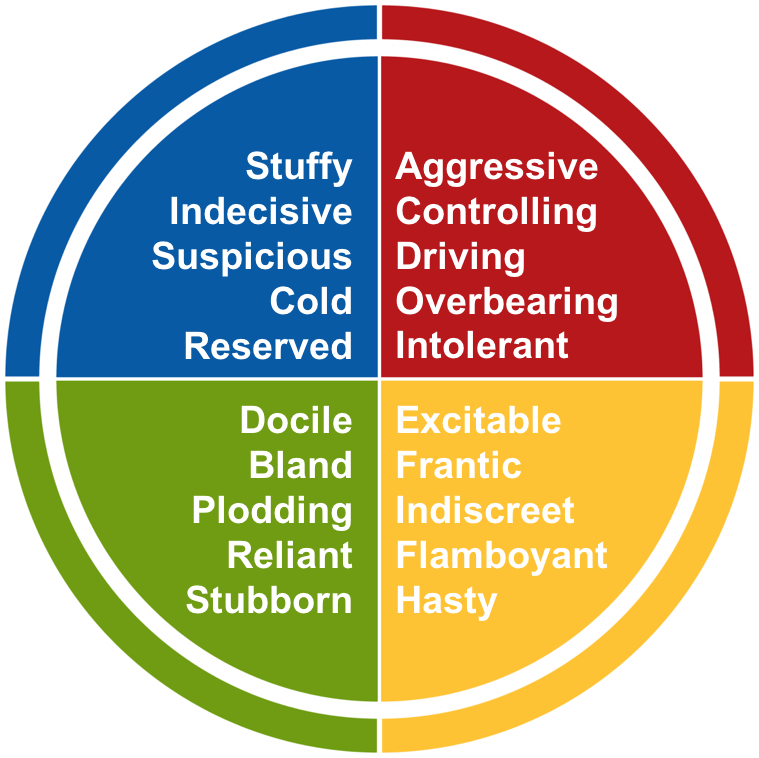 Stuffy
Indecisive
Suspicious
Cold
Reserved
Aggressive
Controlling
Driving
Overbearing
Intolerant
Docile
Bland
Plodding
Reliant
Stubborn
Excitable
Frantic
Indiscreet
Flamboyant
Hasty